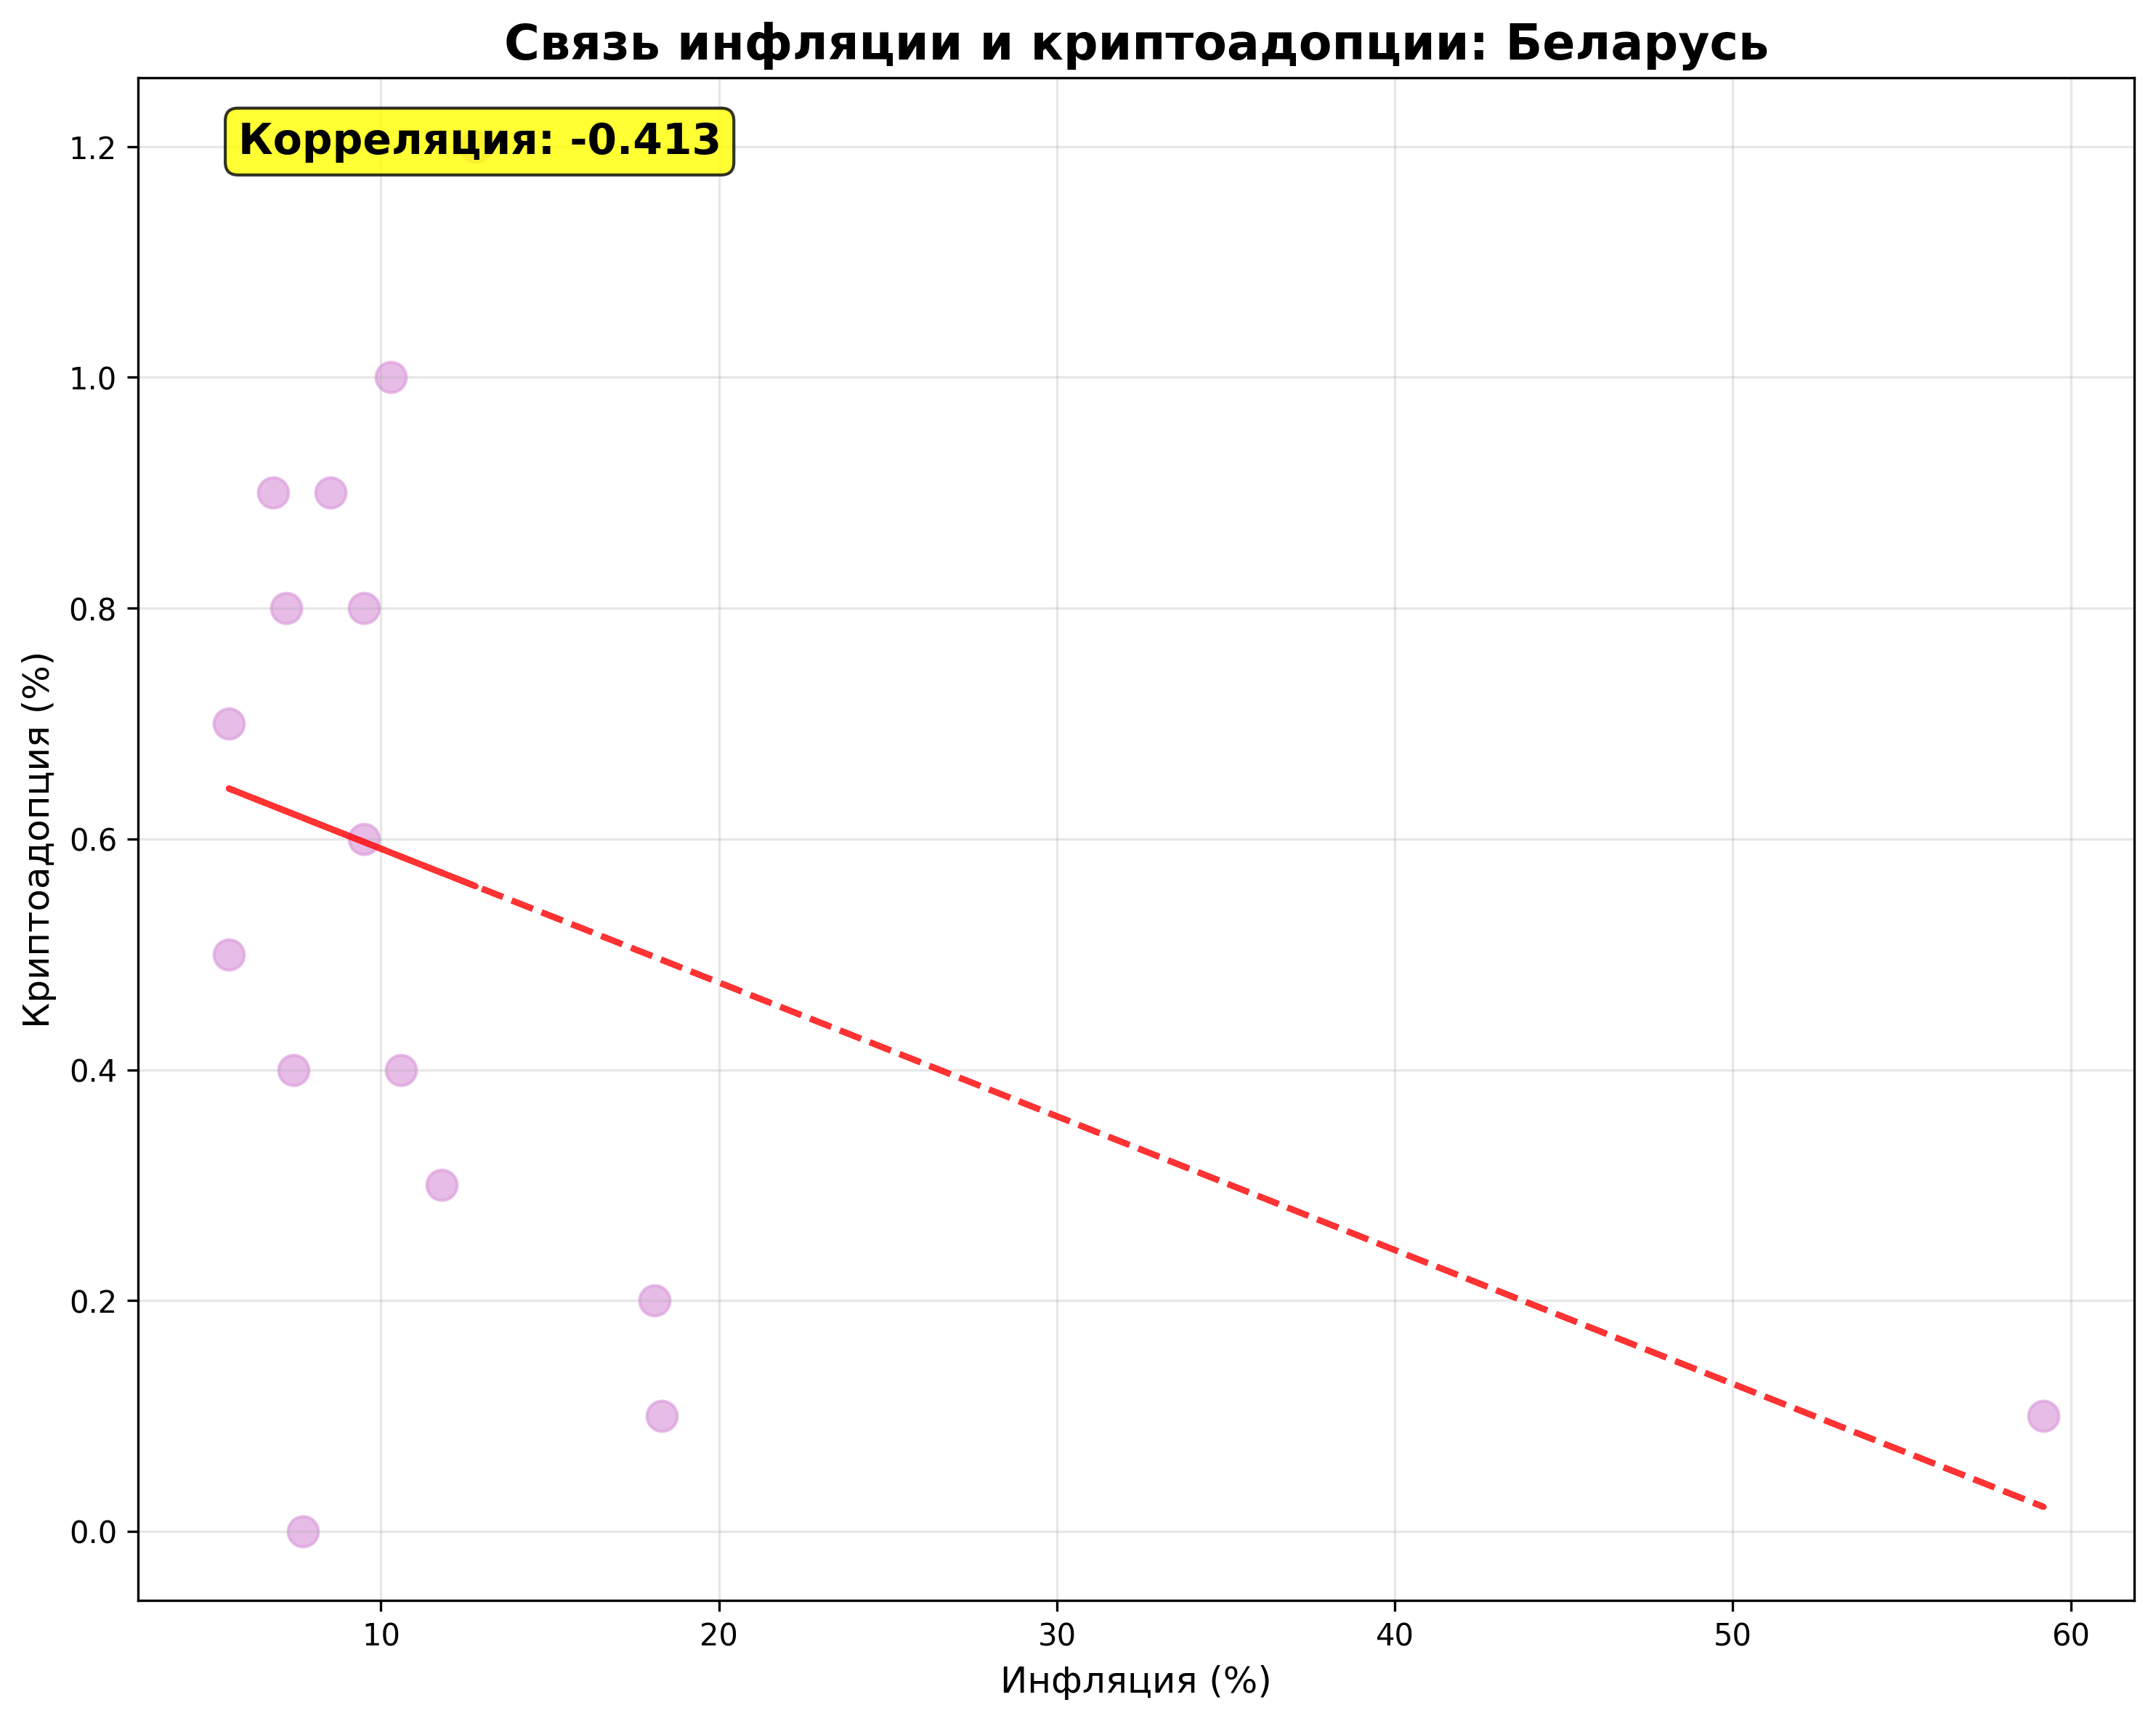 Связь инфляции и криптоадопции: Беларусь
Корреляция: -0.413
Криптоадопция (%)
1.2
1.0
0.8
0.6
0.4
0.2
0.0
10 20 30 40 50 60
Инфляция (%)